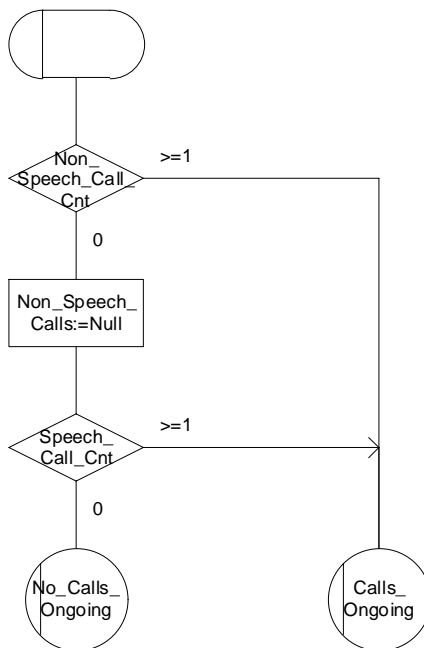 Non_
Speech_Call_
Cnt
>=1
0
Non_Speech_
Calls:=Null
Speech_
Call_Cnt
>=1
0
No_Calls_
Ongoing
Calls_
Ongoing